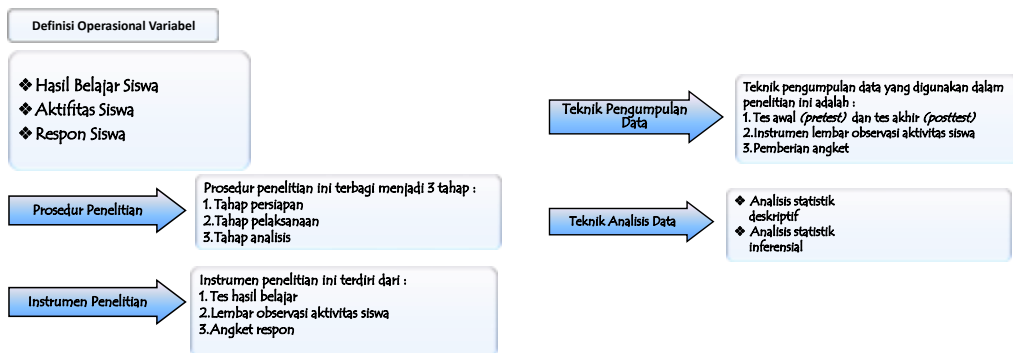 Definisi Operasional Variabel
❖ Hasil Belajar Siswa
❖ Aktifitas Siswa
❖ Respon Siswa
Prosedur Penelitian
Prosedur penelitian ini terbagi menjadi 3 tahap :
1. Tahap persiapan
2.Tahap pelaksanaan
3.Tahap analisis
Instrumen Penelitian
Instrumen penelitian ini terdiri dari :
1. Tes hasil belajar
2.Lembar observasi aktivitas siswa
3.Angket respon
Teknik Pengumpulan
Data
Teknik pengumpulan data yang digunakan dalam
penelitian ini adalah :
1. Tes awal (pretest) dan tes akhir (posttest)
2.Instrumen lembar observasi aktivitas siswa
3.Pemberian angket
Teknik Analisis Data
❖ Analisis statistik
deskriptif
❖ Analisis statistik
inferensial